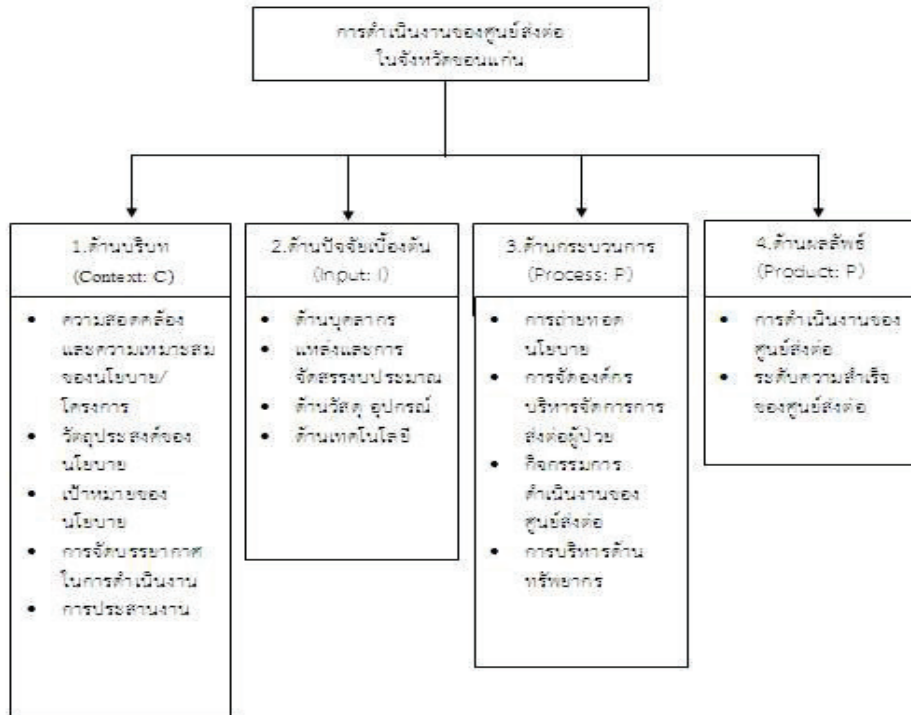 การดำเนินงานของศูนย์ส่งต่อ
ในจังหวัดขอนแก่น
1.ด้านบริบท
(Context: C)
• ความสอดคล้อง
และความเหมาะสม
ของนโยบาย/
โครงการ
• วัตถุประสงค์ของ
นโยบาย
• เป้าหมายของ
นโยบาย
• การจัดบรรยากาศ
ในการดำเนินงาน
• การประสานงาน
2.ด้านปัจจัยเบื้องต้น
(Input: I)
• ด้านบุคลากร
• แหล่งและการ
จัดสรรงบประมาณ
• ด้านวัสดุ อุปกรณ์
• ด้านเทคโนโลยี
3.ด้านกระบวนการ
(Process: P)
• การถ่ายทอด
นโยบาย
• การจัดองค์กร
บริหารจัดการการ
ส่งต่อผู้ป่วย
• กิจกรรมการ
ดำเนินงานของ
ศูนย์ส่งต่อ
• การบริหารด้าน
ทรัพยากร
4.ด้านผลลัพธ์
(Product: P)
• การดำเนินงานของ
ศูนย์ส่งต่อ
• ระดับความสำเร็จ
ของศูนย์ส่งต่อ